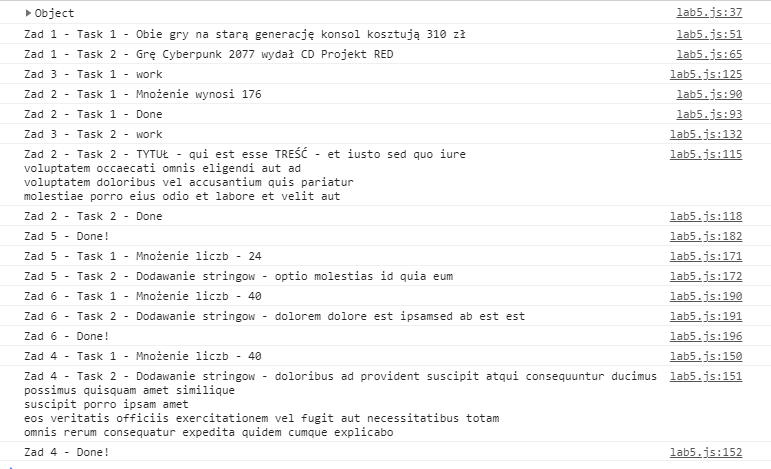 ▶Object lab5.js:37
Zad 1 - Task 1 - Obie gry na starą generację konsol kosztują 310 zł lab5.js:51
Zad 1 - Task 2 - Grę Cyberpunk 2077 wydał CD Projekt RED lab5.js:65
Zad 3 - Task 1 - work lab5.js:125
Zad 2 - Task 1 - Mnożenie wynosi 176 lab5.js:90
Zad 2 - Task 1 - Done lab5.js:93
Zad 3 - Task 2 - work lab5.js:132
Zad 2 - Task 2 - TYTUŁ - qui est esse TREŚĆ - et iusto sed quo iure lab5.js:115
voluptatem occaecati omnis eligendi aut ad
voluptatem doloribus vel accusantium quis pariatur
molestiae porro eius odio et labore et velit aut
Zad 2 - Task 2 - Done lab5.js:118
Zad 5 - Done! lab5.js:182
Zad 5 - Task 1 - Mnożenie liczb - 24 lab5.js:171
Zad 5 - Task 2 - Dodawanie stringow - optio molestias id quia eum lab5.js:172
Zad 6 - Task 1 - Mnożenie liczb - 40 lab5.js:190
Zad 6 - Task 2 - Dodawanie stringow - dolorem dolore est ipsamsed ab est est lab5.js:191
Zad 6 - Done! lab5.js:196
Zad 4 - Task 1 - Mnożenie liczb - 40 lab5.js:150
Zad 4 - Task 2 - Dodawanie stringow - doloribus ad provident suscipit atqui consequuntur ducimus lab5.js:151
possimus quisquam amet similique
suscipit porro ipsam amet
eos veritatis officiis exercitationem vel fugit aut necessitatibus totam
omnis rerum consequatur expedita quidem cumque explicabo
Zad 4 - Done! lab5.js:152